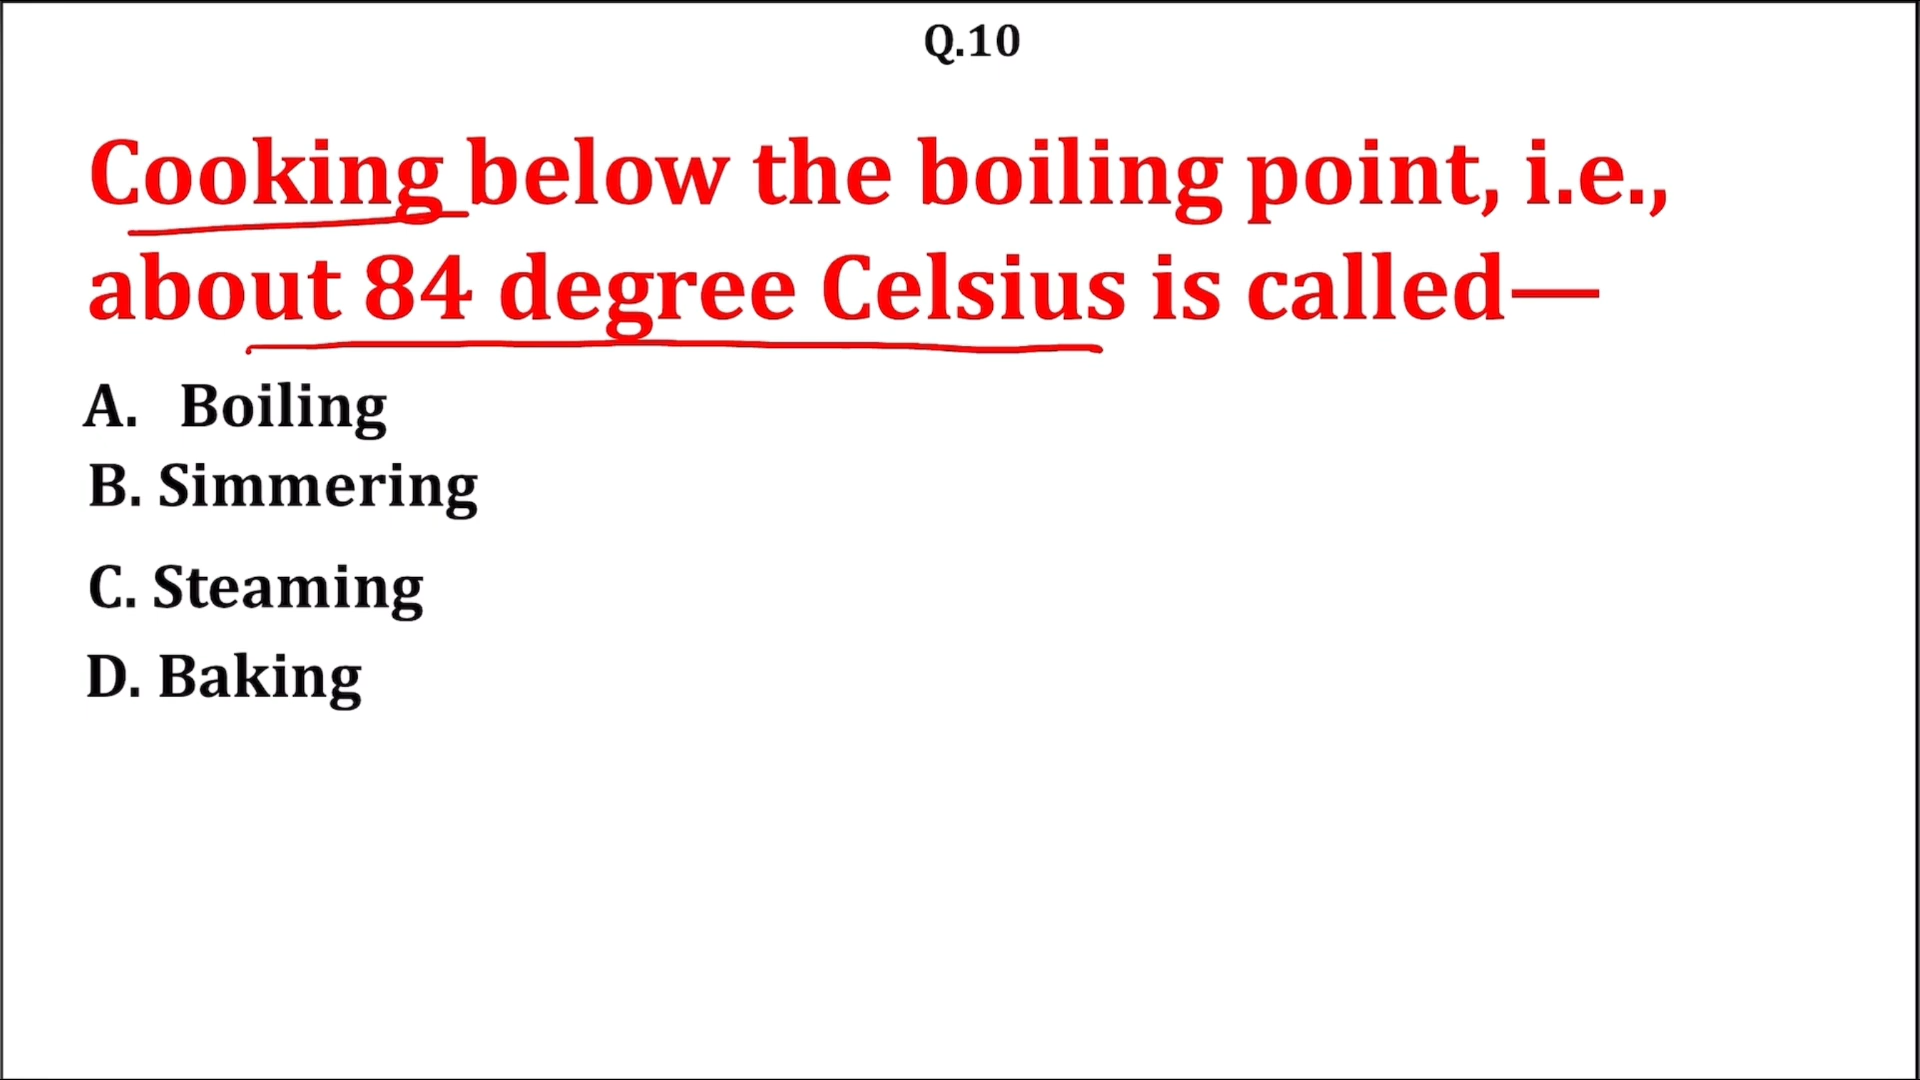 Q.10
Cooking below the boiling point, i.e.,
about 84 degree Celsius is called—
A. Boiling
B. Simmering
C. Steaming
D. Baking